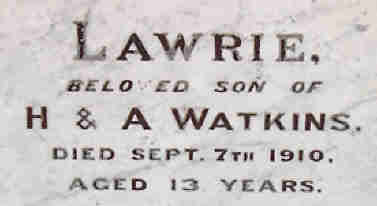 LAWRIE,
BELOVED SON OF
H & A WATKINS.
DIED SEPT. 7TH 1910,
AGED 13 YEARS.